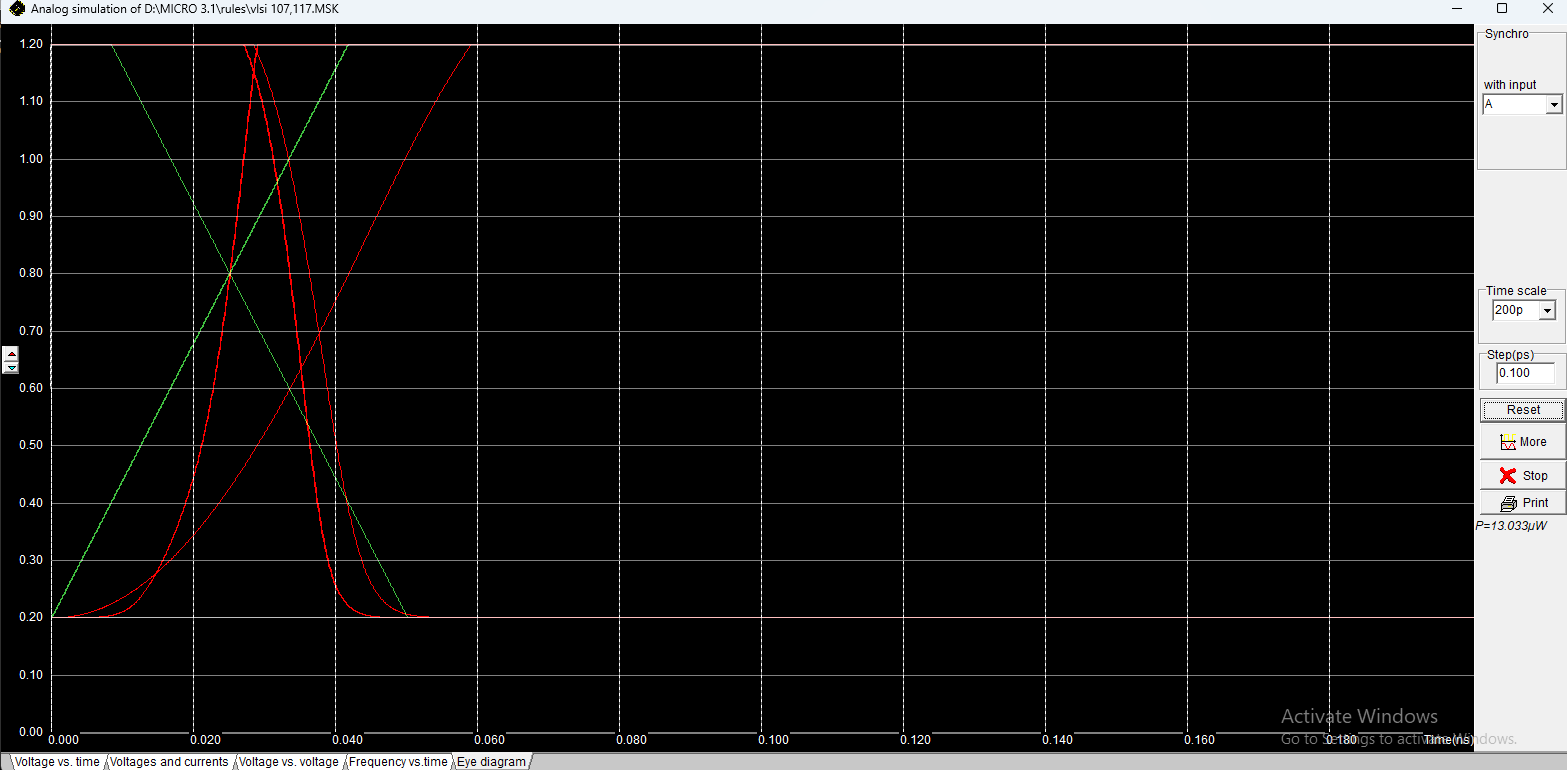 Analog simulation of D:\MICRO 3.1\rules\vlsi 107,117.MSK
1.20
1.10
1.00
0.90
0.80
0.70
0.60
0.50
0.40
0.30
0.20
0.10
0.00
0.000 0.020 0.040 0.060 0.080 0.100 0.120 0.140 0.160 0.180 Time(ns)
Synchro
with input
A
Time scale
200p
Step(ps)
0.100
Reset
More
Stop
Print
P=13.033µW
Activate Windows
Go to Settings to activate Windows.
Voltage vs. time Voltages and currents Voltage vs. voltage Frequency vs.time Eye diagram